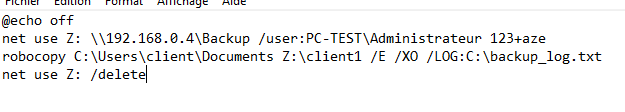 Fichier Edition Format Affichage Aide
@echo off
net use Z: \\192.168.0.4\Backup /user:PC-TEST\Administrateur 123+aze
robocopy C:\Users\client\Documents Z:\client1 /E /XO /LOG:C:\backup_log.txt
net use Z: /delete